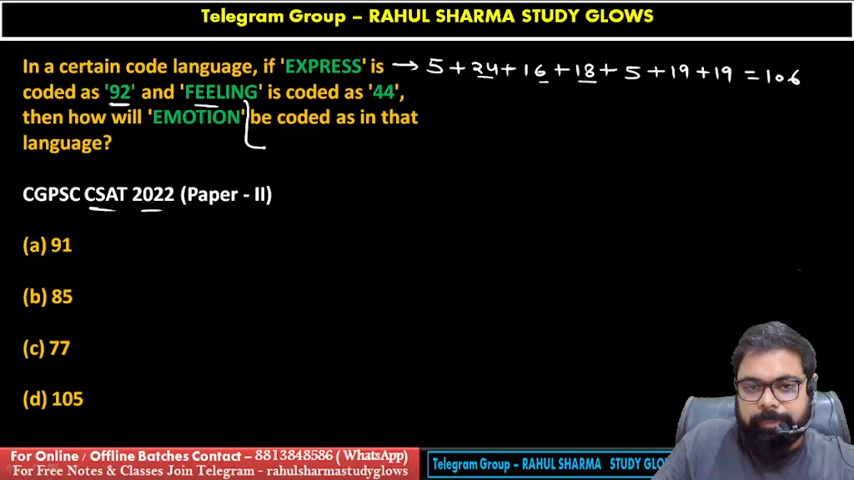 Telegram Group – RAHUL SHARMA STUDY GLOWS
In a certain code language, if 'EXPRESS' is → 5 + 24 + 16 + 18 + 5 + 19 + 19 = 106
coded as '92' and 'FEELING' is coded as '44',
then how will 'EMOTION' be coded as in that
language?
CGPSC CSAT 2022 (Paper - II)
(a) 91
(b) 85
(c) 77
(d) 105
For Online / Offline Batches Contact – 8813848586 ( WhatsApp)
For Free Notes & Classes Join Telegram - rahulsharmastudyglows
Telegram Group – RAHUL SHARMA STUDY GLO